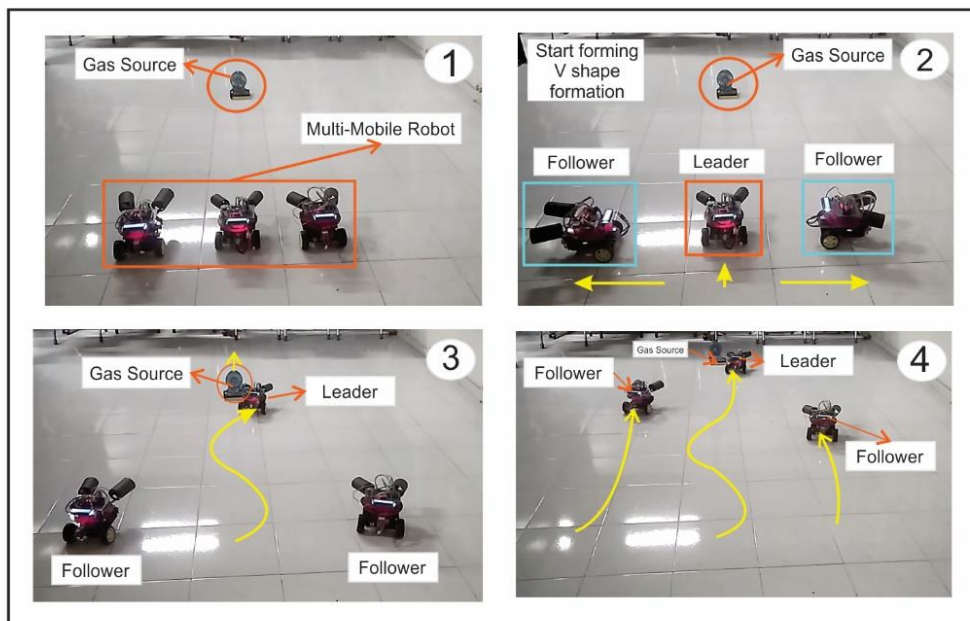 Gas Source
1
Multi-Mobile Robot
Start forming
V shape
formation
Gas Source
2
Follower
Leader
Follower
3
Gas Source
Leader
Follower
Follower
4
Gas Source
Leader
Follower
Follower